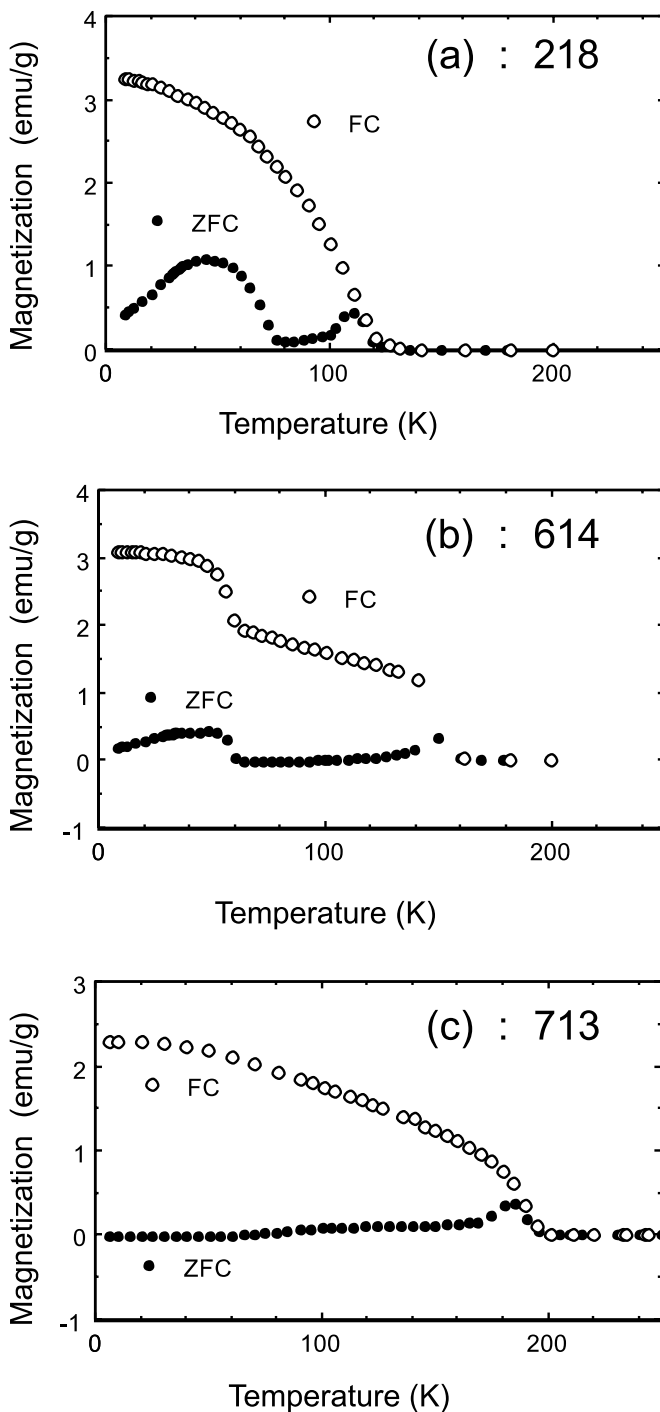 (a) : 218
Magnetization (emu/g)
4
3
2
1
0
FC
ZFC
0
100
200
Temperature (K)
(b) : 614
Magnetization (emu/g)
4
3
2
1
0
-1
FC
ZFC
0
100
200
Temperature (K)
(c) : 713
Magnetization (emu/g)
3
2
1
0
-1
FC
ZFC
0
100
200
Temperature (K)